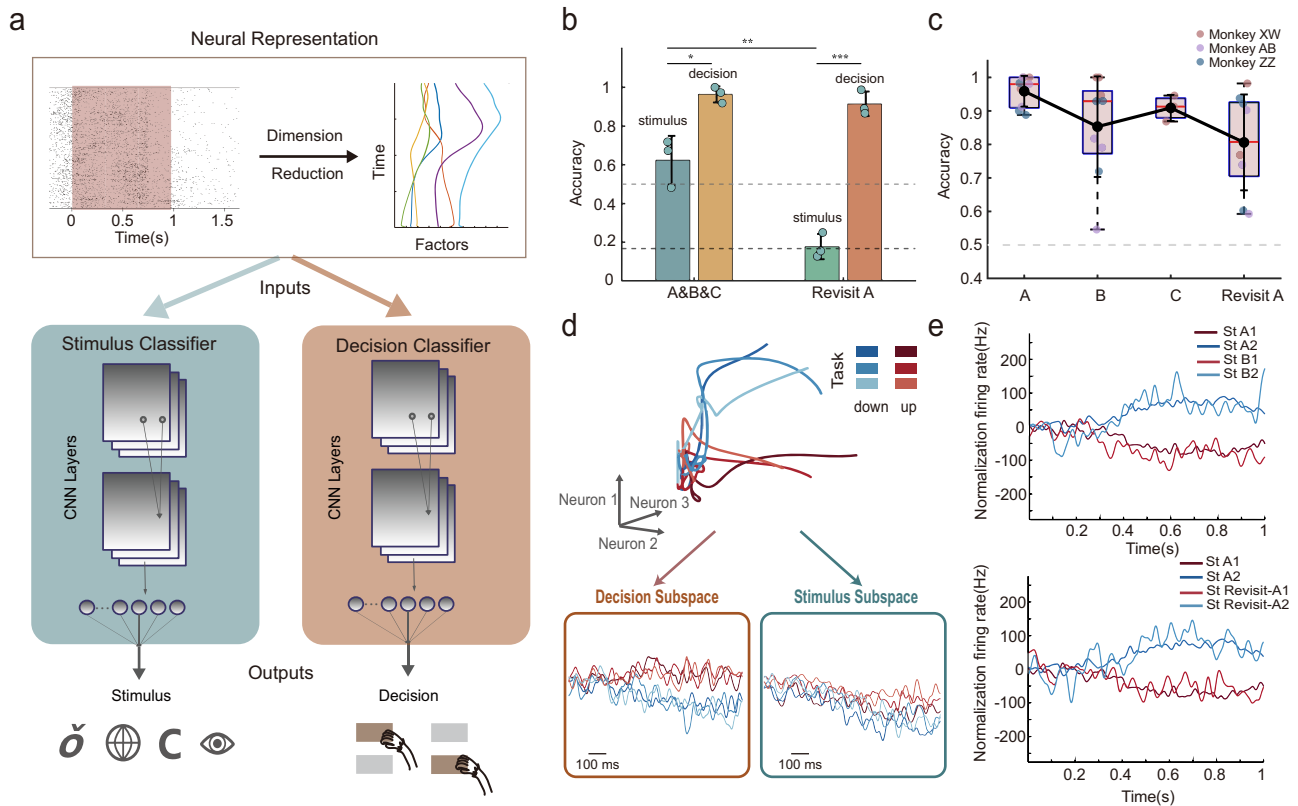 a
Neural Representation
0
0.5
1
1.5
Time(s)
Dimension
Reduction
Time
Factors
Inputs
Stimulus Classifier
Decision Classifier
CNN Layers
CNN Layers
Outputs
Stimulus
Decision
ǒ
C
b
**
*
***
decision
decision
stimulus
stimulus
1
0.8
0.6
0.4
0.2
0
Accuracy
A&B&C
Revisit A
c
Monkey XW
Monkey AB
Monkey ZZ
1
0.9
0.8
0.7
0.6
0.5
0.4
Accuracy
A
B
C
Revisit A
d
Task
down
up
Neuron 1
Neuron 3
Neuron 2
Decision Subspace
Stimulus Subspace
100 ms
100 ms
e
St A1
St A2
St B1
St B2
200
100
0
-100
-200
Normalization firing rate(Hz)
0.2
0.4
0.6
0.8
1
Time(s)
St A1
St A2
St Revisit-A1
St Revisit-A2
200
100
0
-100
-200
Normalization firing rate(Hz)
0.2
0.4
0.6
0.8
1
Time(s)